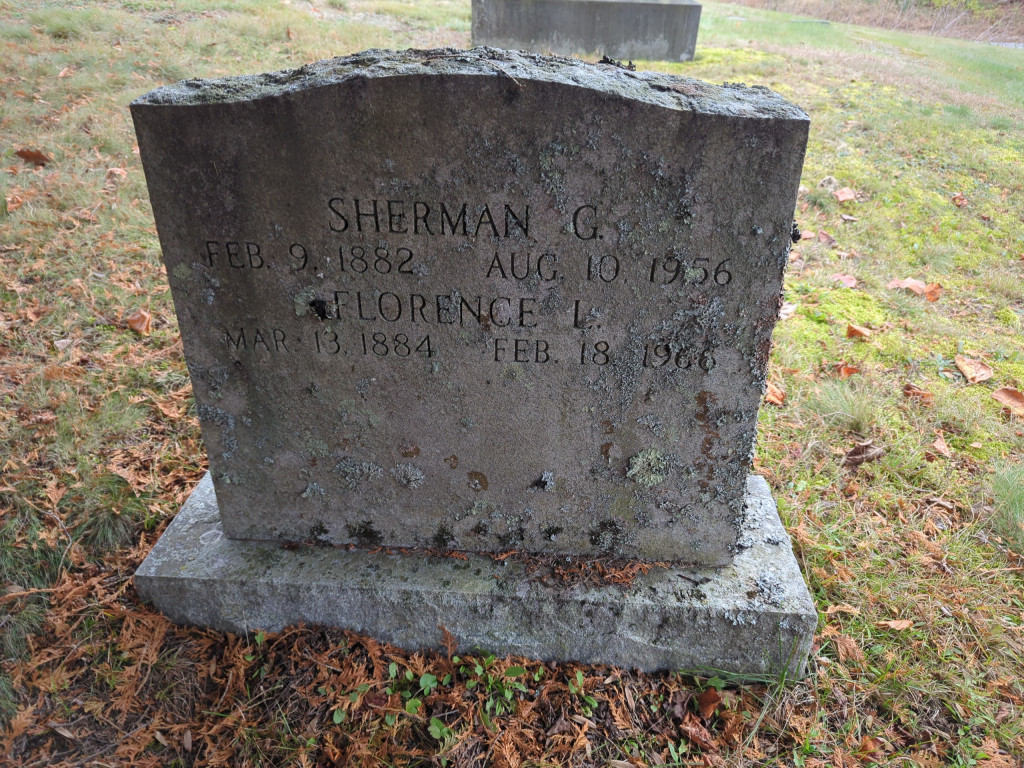 SHERMAN G.
FEB. 9, 1882 AUG. 10, 1956
FLORENCE L.
MAR. 13, 1884 FEB. 18, 1966